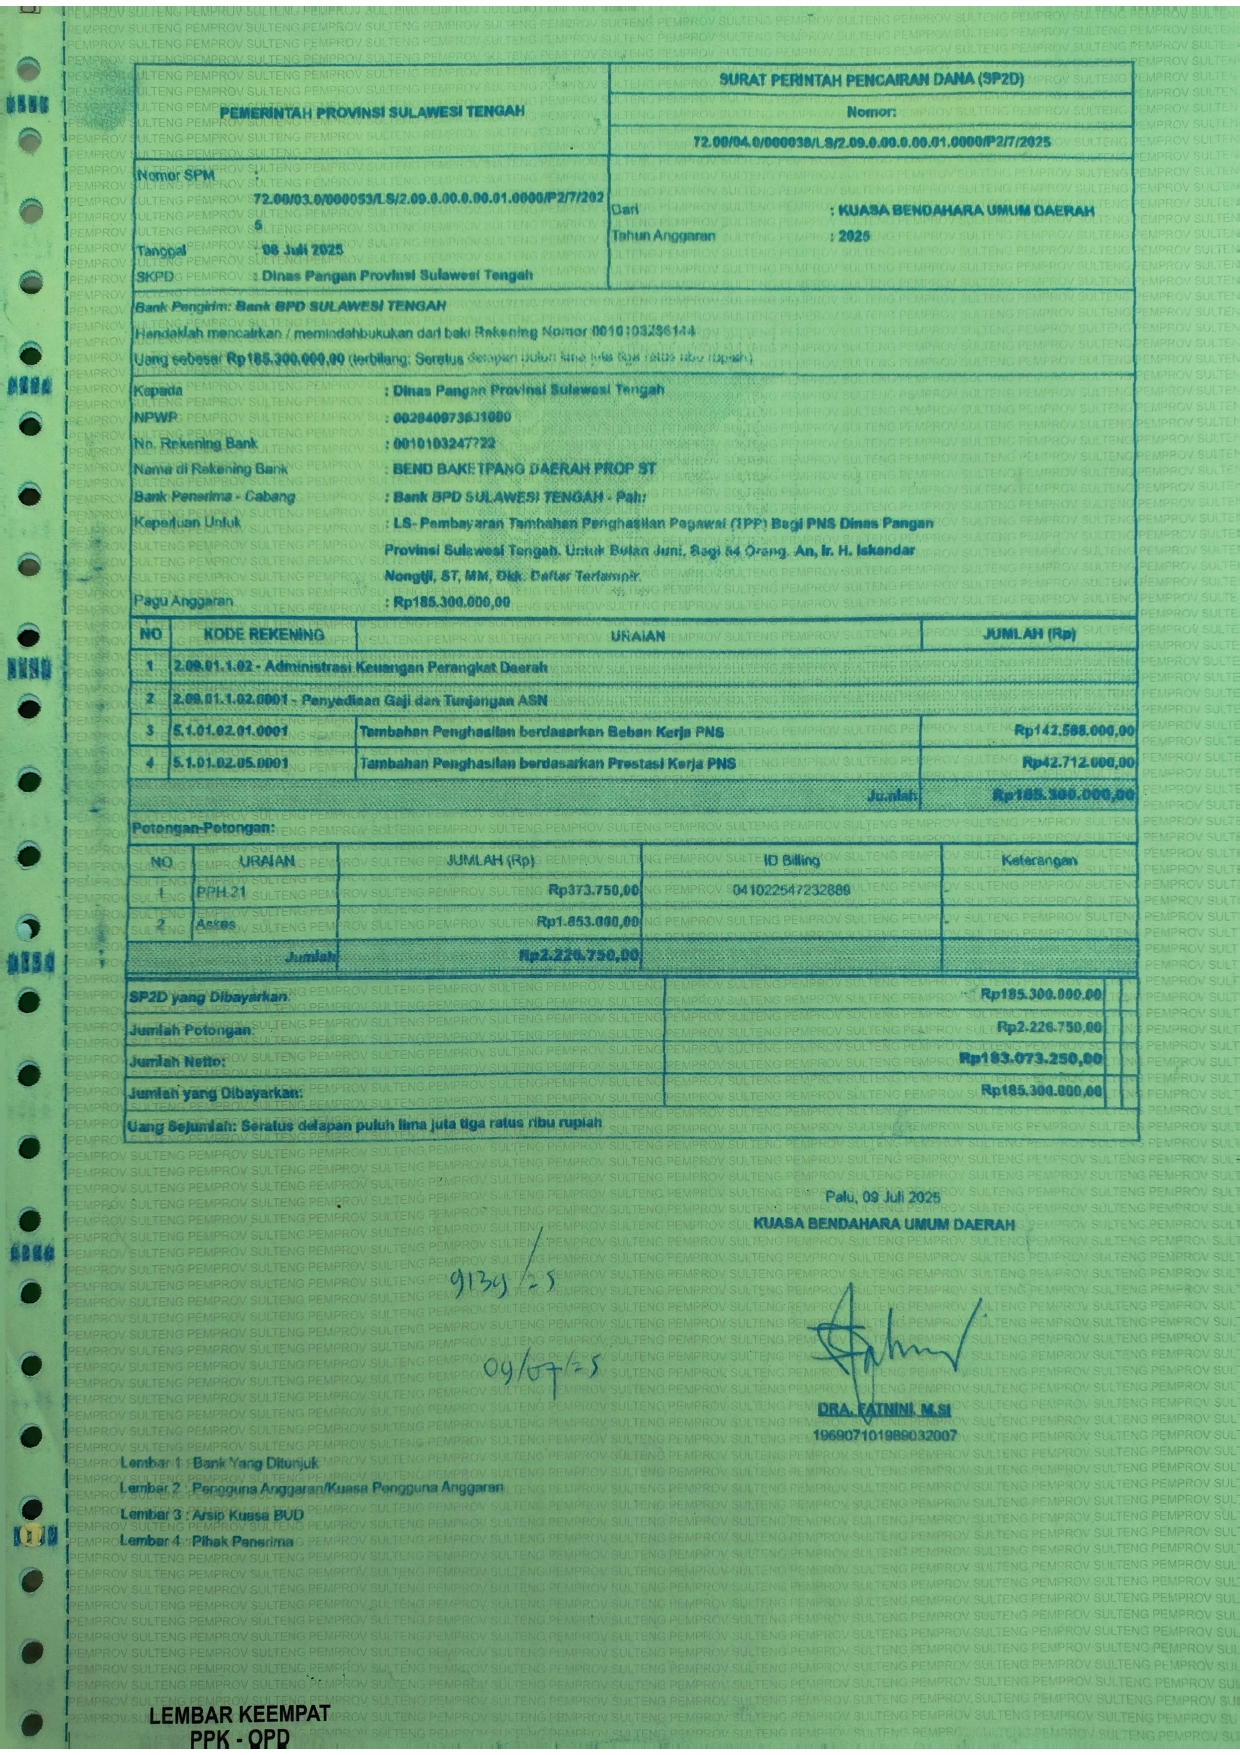 PEMERINTAH PROVINSI SULAWESI TENGAH
SURAT PERINTAH PENCAIRAN DANA (SP2D)
Nomor:
72.00/04.0/000038/LS/2.09.0.00.0.00.01.0000/P2/7/2025
Nomor SPM :
72.00/03.0/000053/LS/2.09.0.00.0.00.01.0000/P2/7/202
5
Tanggal : 08 Juli 2025
SKPD : Dinas Pangan Provinsi Sulawesi Tengah
Dari : KUASA BENDAHARA UMUM DAERAH
Tahun Anggaran : 2025
Bank Pengirim: Bank BPD SULAWESI TENGAH
Hendaklah mencairkan / memindahbukukan dari baki Rekening Nomor
Uang sebesar Rp185.300.000,00 (terbilang: Seratus delapan puluh lima juta tiga ratus ribu rupiah)
Kepada : Dinas Pangan Provinsi Sulawesi Tengah
NPWP :
No. Rekening Bank : 0010103247722
Nama di Rekening Bank : BEND BAKETPANG DAERAH PROP ST
Bank Penerima - Cabang : Bank BPD SULAWESI TENGAH -
Keperluan Untuk : LS- Pembayaran Tambahan Penghasilan Pegawai (TPP) Bagi PNS Dinas Pangan
Provinsi Sulawesi Tengah. Untuk Bulan Juni, Bagi Orang. An, Ir. H. Iskandar
Nongtji, ST, MM, Dkk. Daftar Terlampir.
Pagu Anggaran : Rp185.300.000,00
NO KODE REKENING URAIAN JUMLAH (Rp)
1 2.09.01.1.02 - Administrasi Keuangan Perangkat Daerah
2 2.09.01.1.02.0001 - Penyediaan Gaji dan Tunjangan ASN
3 5.1.01.02.01.0001 Tambahan Penghasilan berdasarkan Beban Kerja PNS Rp142.588.000,00
4 5.1.01.02.05.0001 Tambahan Penghasilan berdasarkan Prestasi Kerja PNS Rp42.712.000,00
Jumlah Rp185.300.000,00
Potongan-Potongan:
NO URAIAN JUMLAH (Rp) ID Billing Keterangan
1 PPH 21 Rp373.750,00 041022547232889 -
2 Askes Rp1.853.000,00 -
Jumlah Rp2.226.750,00
SP2D yang Dibayarkan: Rp185.300.000,00
Jumlah Potongan: Rp2.226.750,00
Jumlah Netto: Rp183.073.250,00
Jumlah yang Dibayarkan: Rp185.300.000,00
Uang Sejumlah: Seratus delapan puluh lima juta tiga ratus ribu rupiah
Palu, 09 Juli 2025
KUASA BENDAHARA UMUM DAERAH
9139/25
09/07/25
DRA. FATNINI, M.SI
196907101989032007
Lembar 1 : Bank Yang Ditunjuk
Lembar 2 : Pengguna Anggaran/Kuasa Pengguna Anggaran
Lembar 3 : Arsip Kuasa BUD
Lembar 4 : Pihak Penerima
LEMBAR KEEMPAT
PPK - OPD